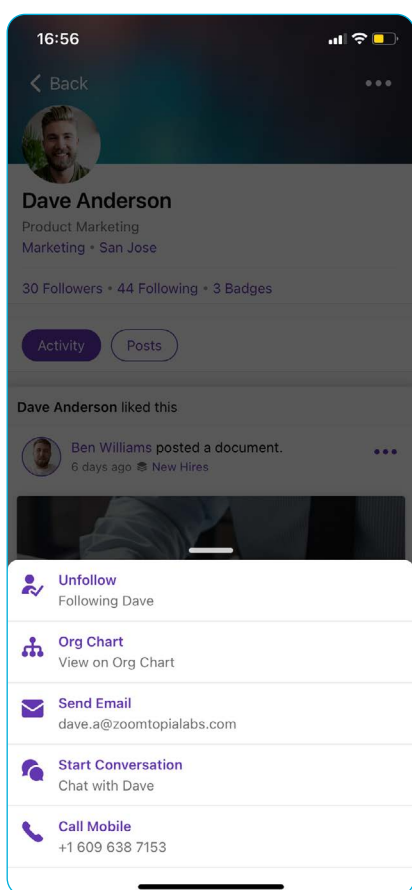 16:56
Back
Dave Anderson
Product Marketing
Marketing • San Jose
30 Followers • 44 Following • 3 Badges
Activity Posts
Dave Anderson liked this
Ben Williams posted a document.
6 days ago New Hires
Unfollow
Following Dave
Org Chart
View on Org Chart
Send Email
dave.a@zoomtopialabs.com
Start Conversation
Chat with Dave
Call Mobile
+1 609 638 7153